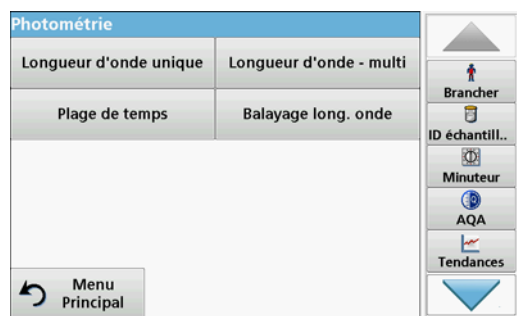 Photométrie
Longueur d'onde unique
Longueur d'onde - multi
Plage de temps
Balayage long. onde
Menu
Principal
Brancher
ID échantill..
Minuteur
AQA
Tendances